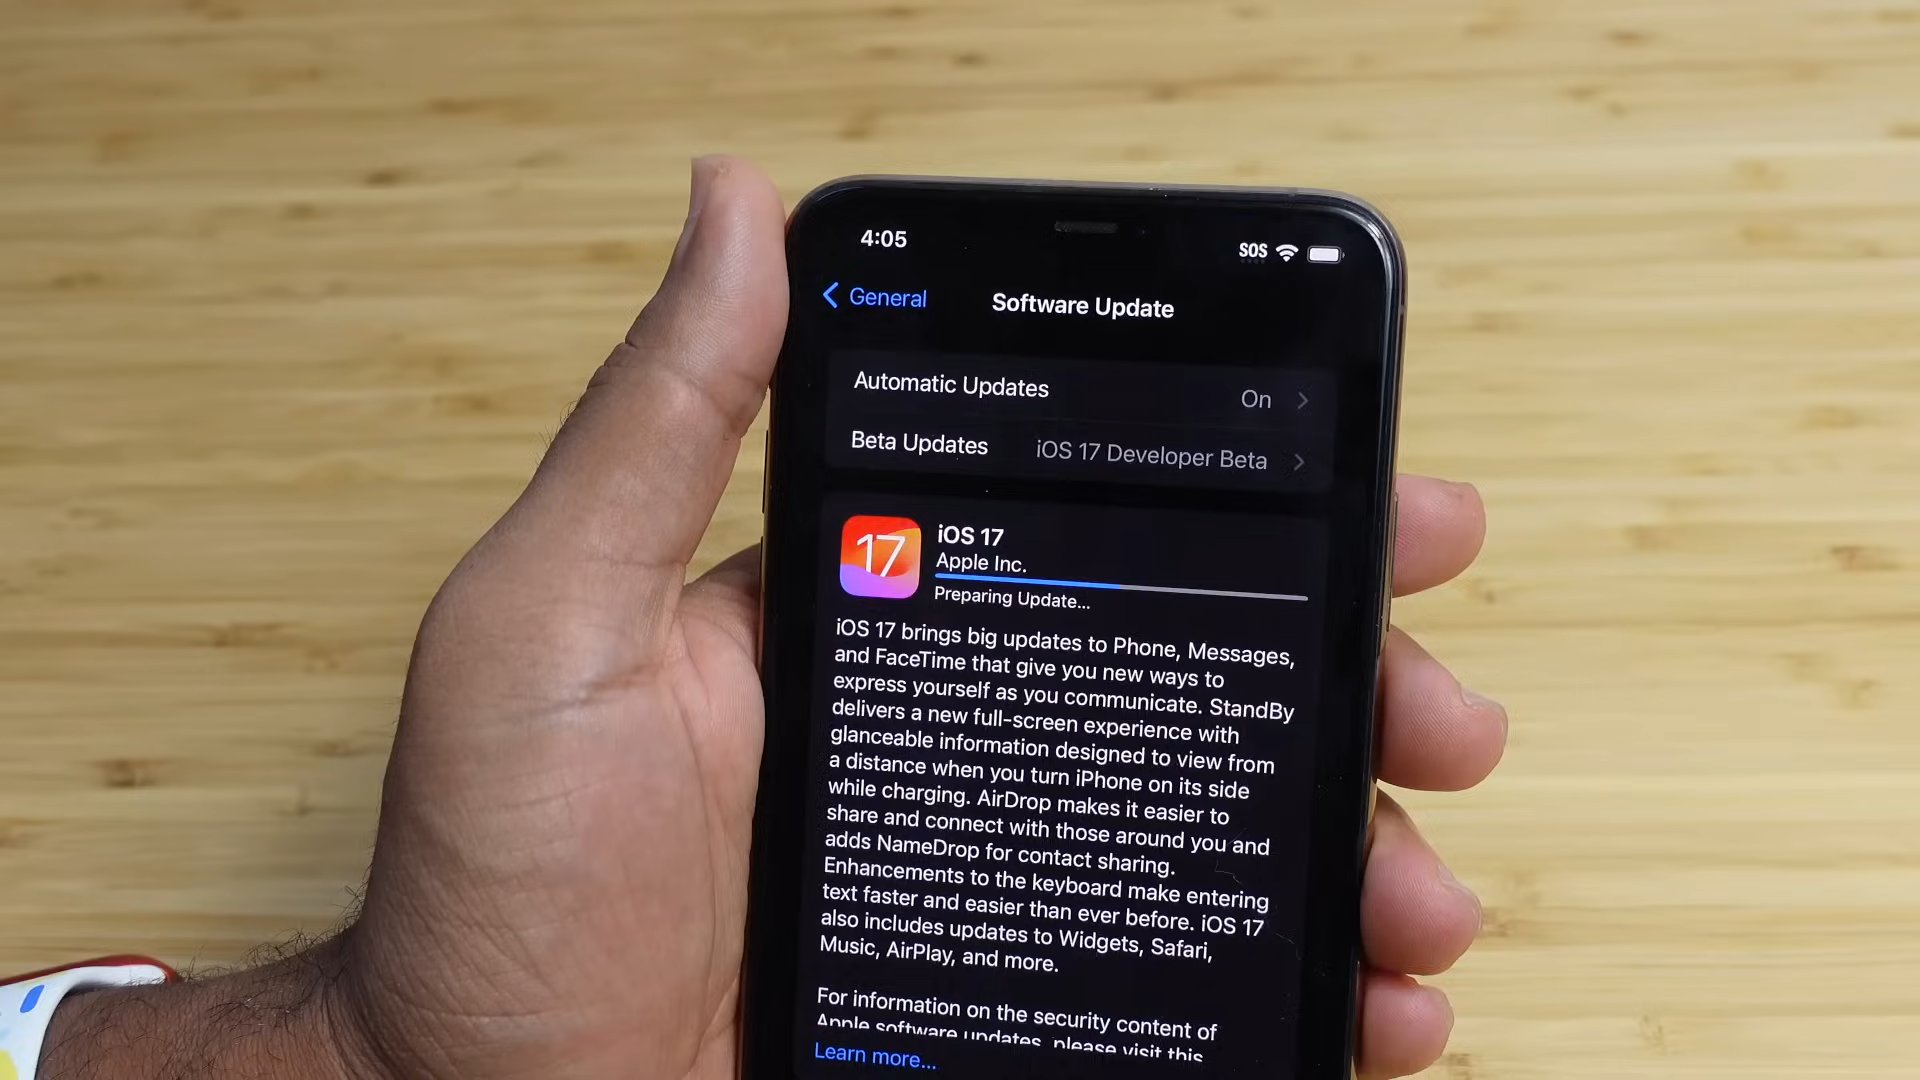 4:05
SOS
General
Software Update
Automatic Updates On
Beta Updates iOS 17 Developer Beta
17
iOS 17
Apple Inc.
Preparing Update...
iOS 17 brings big updates to Phone, Messages,
and FaceTime that give you new ways to
express yourself as you communicate. StandBy
delivers a new full-screen experience with
glanceable information designed to view from
a distance when you turn iPhone on its side
while charging. AirDrop makes it easier to
share and connect with those around you and
adds NameDrop for contact sharing.
Enhancements to the keyboard make entering
text faster and easier than ever before. iOS 17
also includes updates to Widgets, Safari,
Music, AirPlay, and more.
For information on the security content of
Apple software updates, please visit this
Learn more...